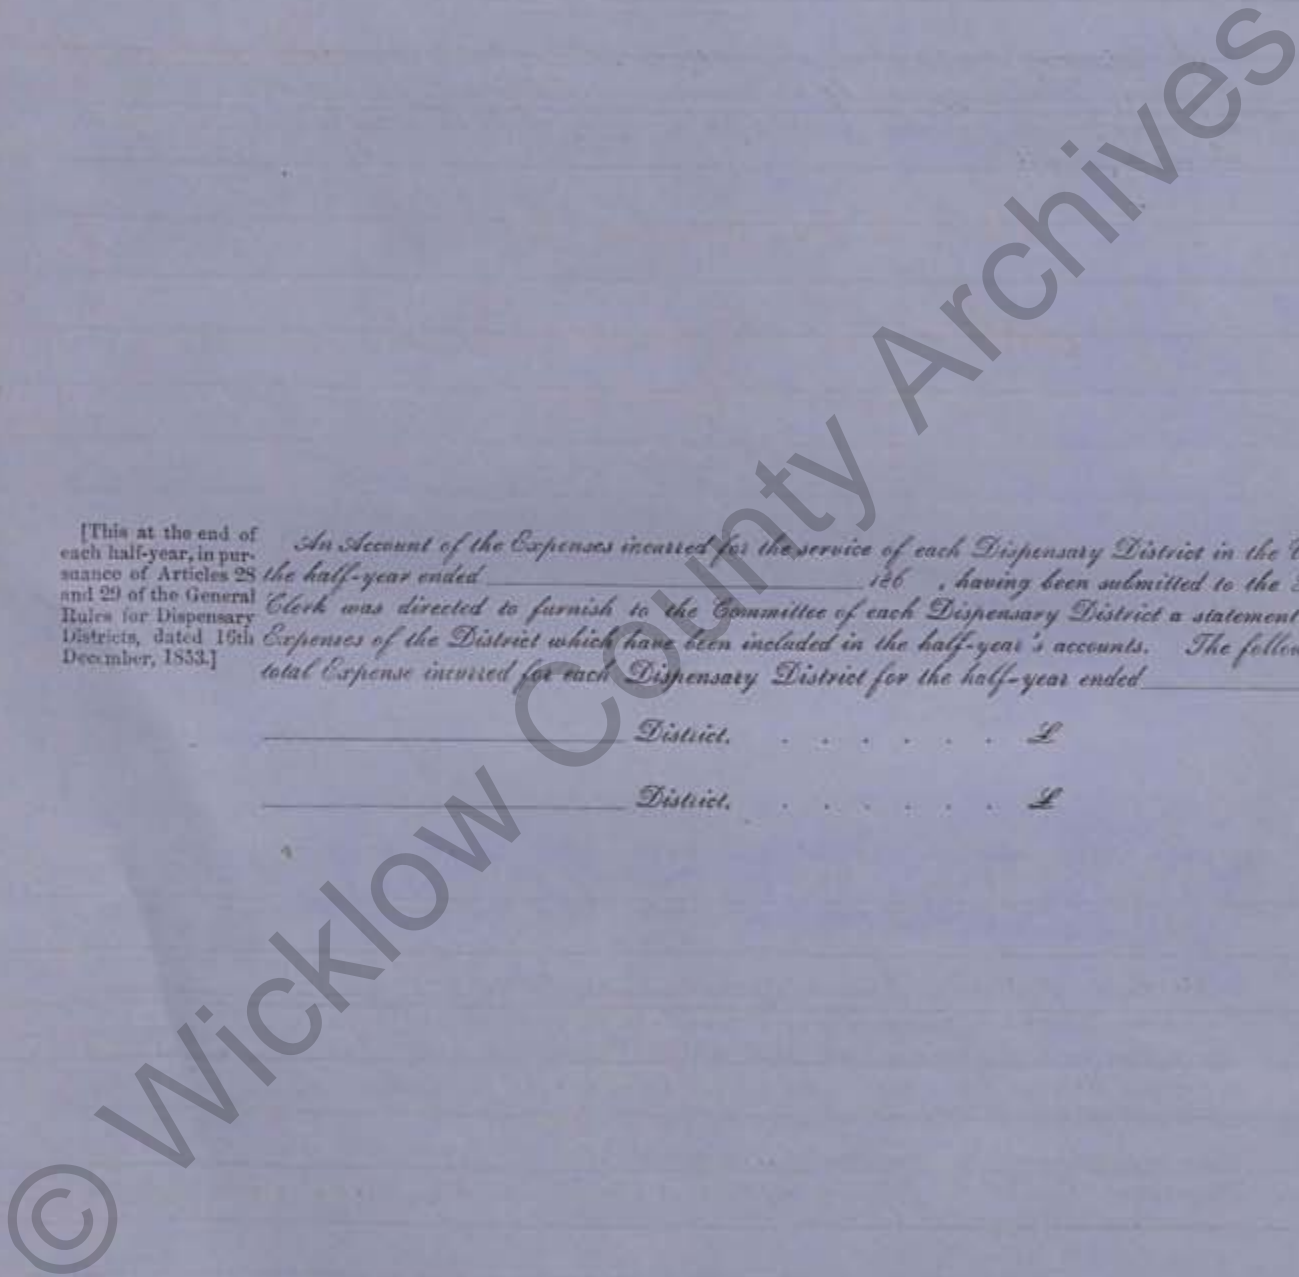 [This at the end of
each half-year, in pur-
suance of Articles 28
and 29 of the General
Rules for Dispensary
Districts, dated 16th
December, 1853.]
An Account of the Expenses incurred for the service of each Dispensary District in the
the half-year ended 186 , having been submitted to the
Clerk was directed to furnish to the Committee of each Dispensary District a statement
Expenses of the District which have been included in the half-year's accounts. The follow
total Expense incurred for each Dispensary District for the half-year ended
District. . . . . . . £
District. . . . . . . £
© Wicklow County Archives